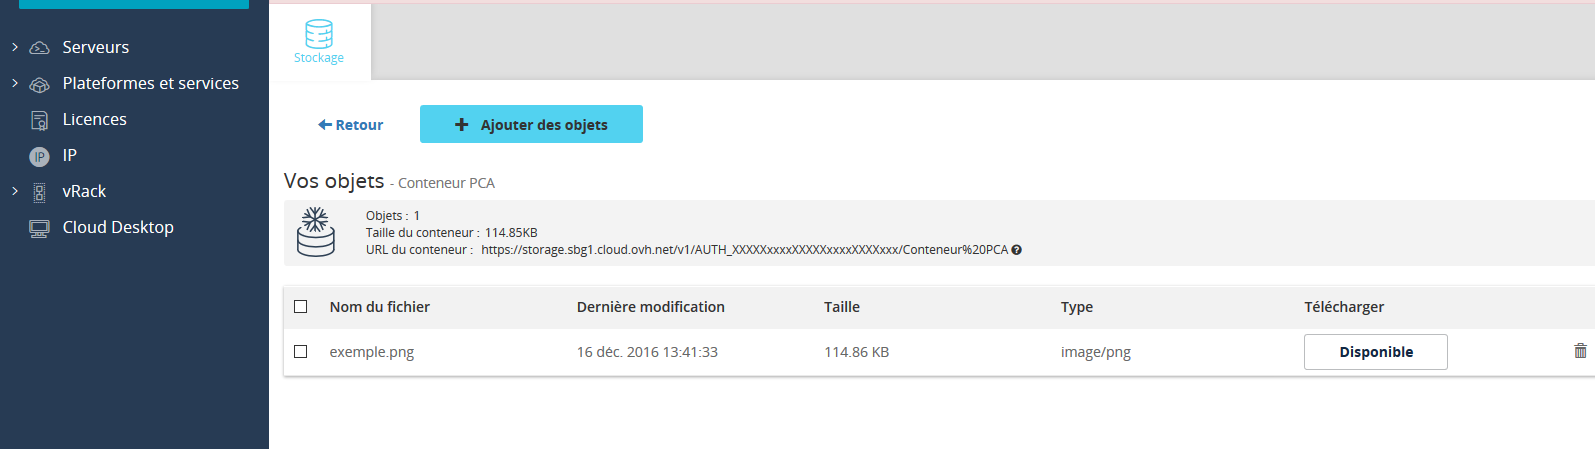 Serveurs
Plateformes et services
Licences
IP IP
vRack
Cloud Desktop
Stockage
Retour
Ajouter des objets
Vos objets - Conteneur PCA
Objets : 1
Taille du conteneur : 114.85KB
URL du conteneur : https://storage.sbg1.cloud.ovh.net/v1/AUTH_XXXXXxxxxXXXXXxxxxXXXXxxx/Conteneur%20PCA ?
Nom du fichier Dernière modification Taille Type Télécharger
exemple.png 16 déc. 2016 13:41:33 114.86 KB image/png Disponible